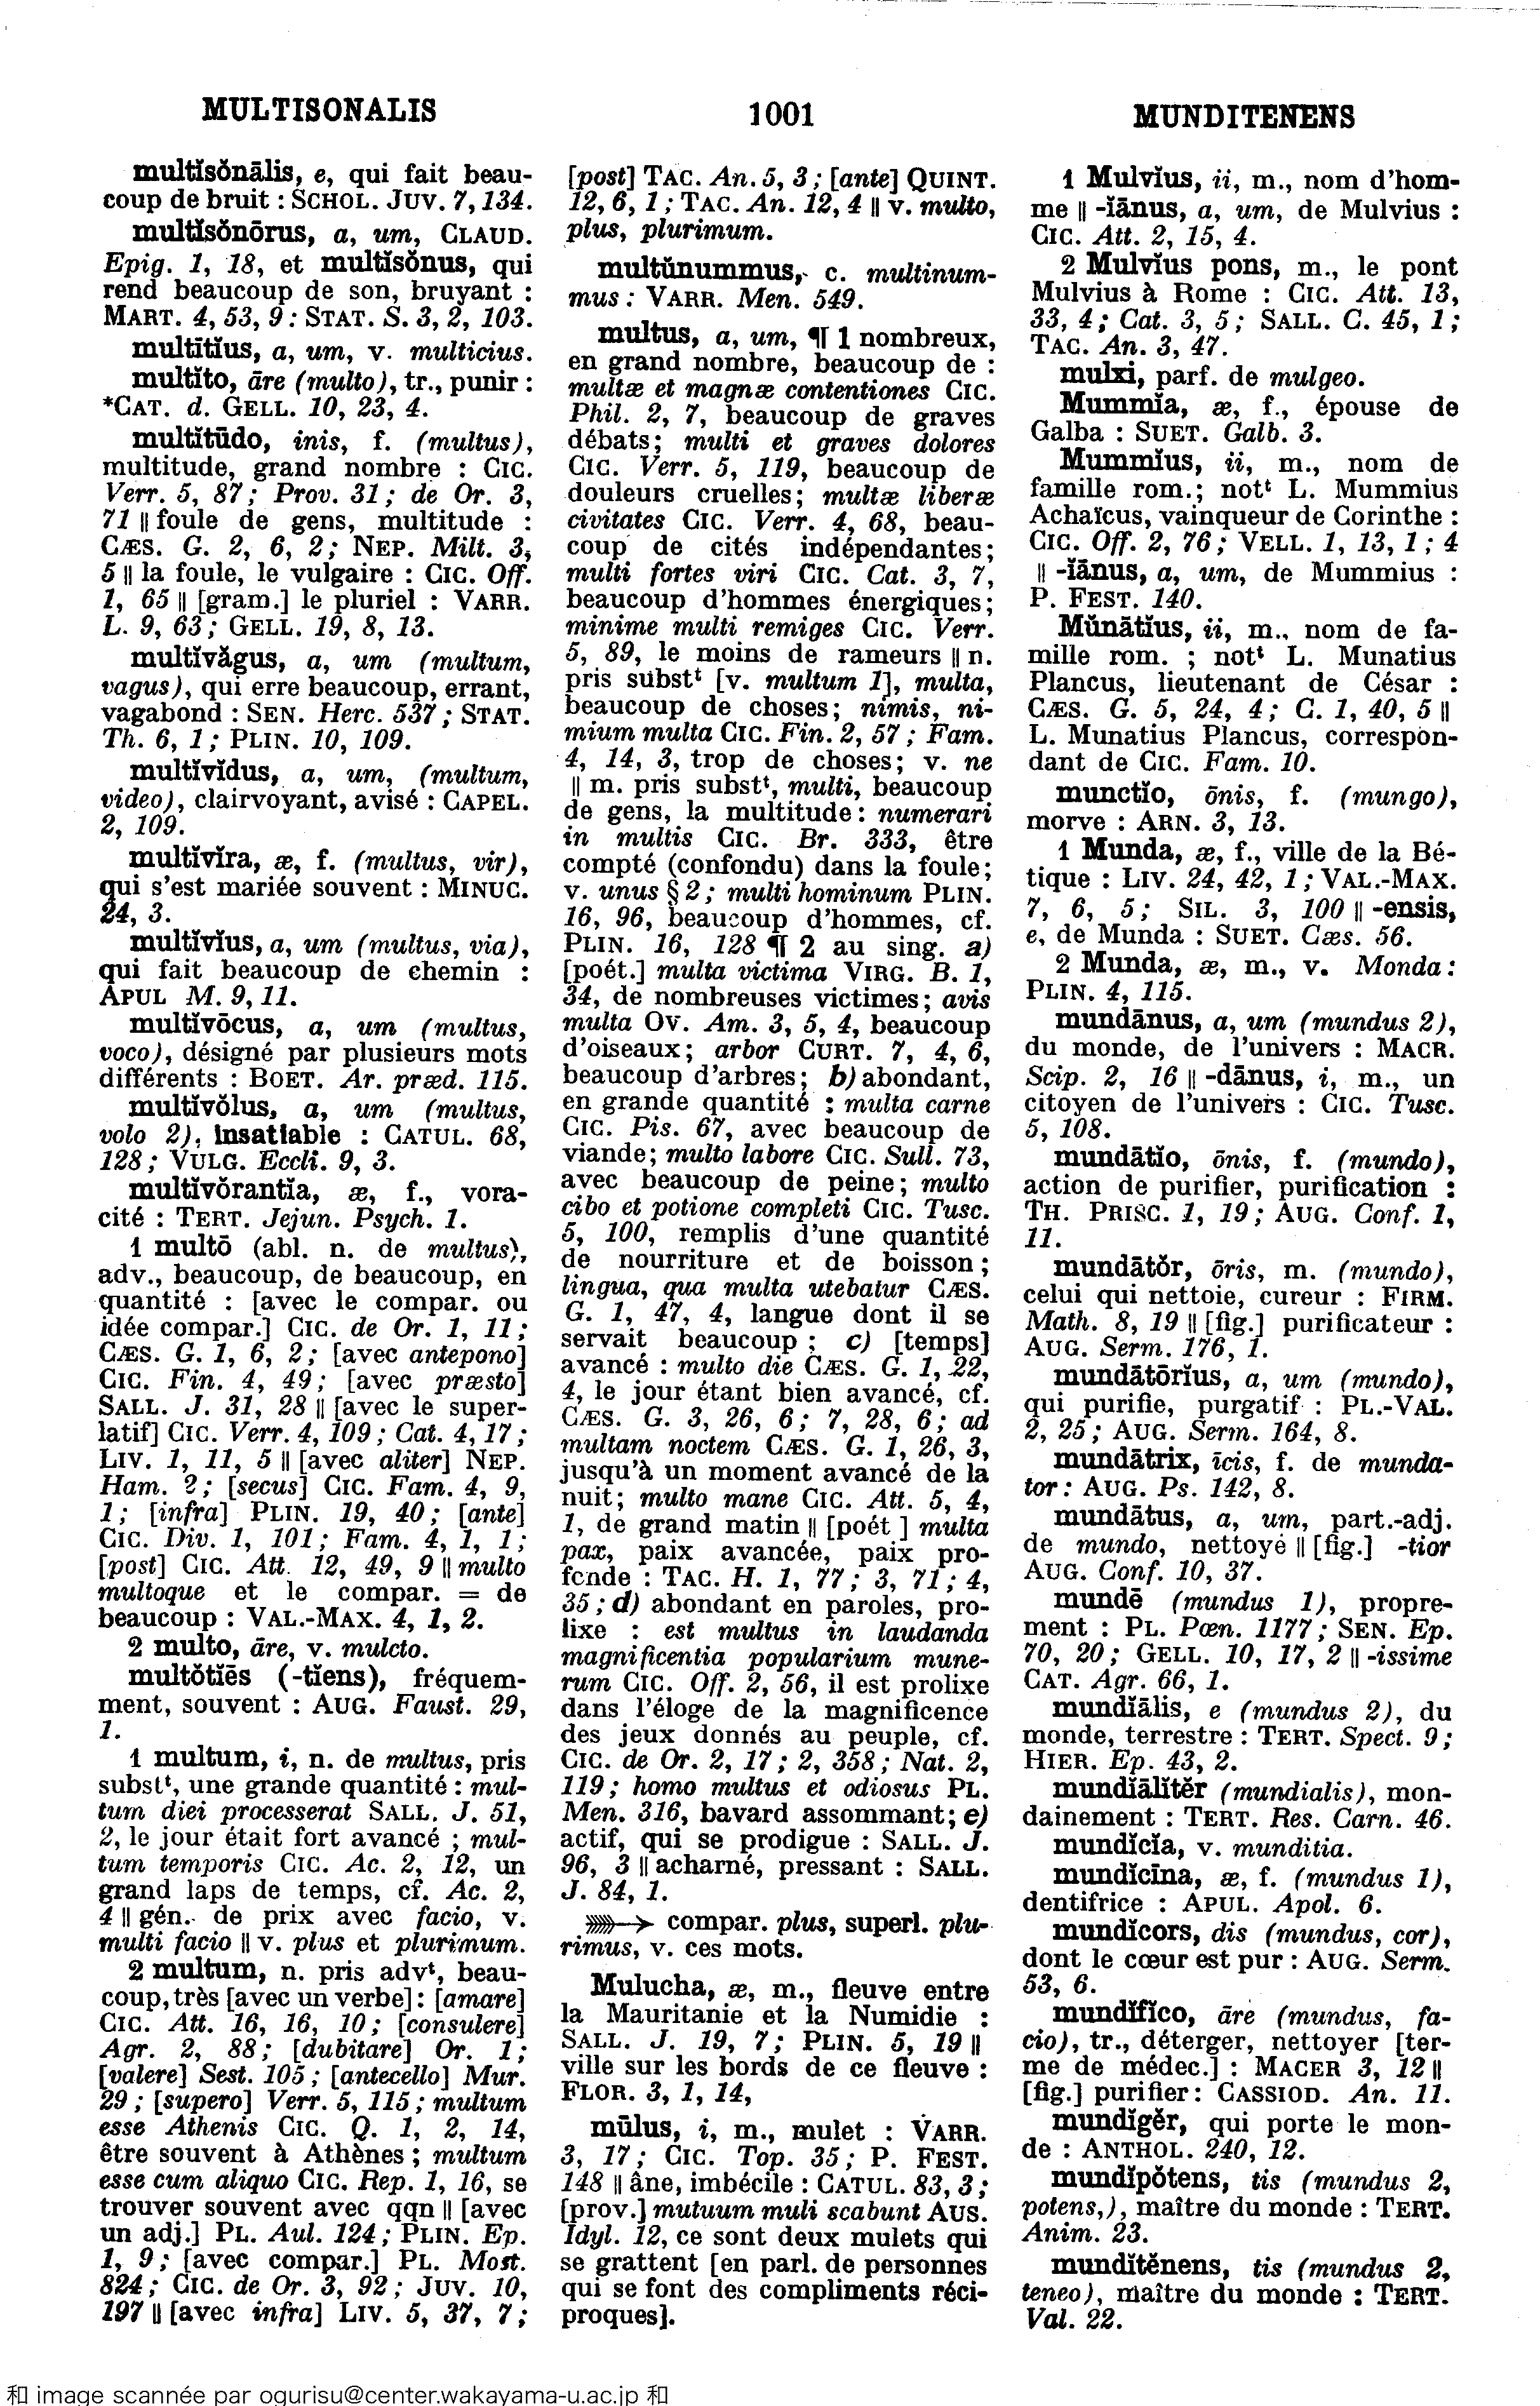 MULTISONALIS
1001
MUNDITENENS
multĭsŏnālis, e, qui fait beau-
coup de bruit : SCHOL. JUV. 7, 134.
multĭsŏnōrus, a, um, CLAUD.
Epig. 1, 18, et multĭsŏnus, qui
rend beaucoup de son, bruyant :
MART. 4, 53, 9 : STAT. S. 3, 2, 103.
multītĭus, a, um, v. multicius.
multĭto, āre (multo), tr., punir :
*CAT. d. GELL. 10, 23, 4.
multĭtūdo, inis, f. (multus),
multitude, grand nombre : CIC.
Verr. 5, 87 ; Prov. 31 ; de Or. 3,
71 || foule de gens, multitude :
CÆS. G. 2, 6, 2 ; NEP. Milt. 3,
5 || la foule, le vulgaire : CIC. Off.
1, 65 || [gram.] le pluriel : VARR.
L. 9, 63 ; GELL. 19, 8, 13.
multĭvăgus, a, um (multum,
vagus), qui erre beaucoup, errant,
vagabond : SEN. Herc. 537 ; STAT.
Th. 6, 1 ; PLIN. 10, 109.
multĭvĭdus, a, um, (multum,
video), clairvoyant, avisé : CAPEL.
2, 109.
multĭvĭra, æ, f. (multus, vir),
qui s'est mariée souvent : MINUC.
24, 3.
multĭvĭus, a, um (multus, via),
qui fait beaucoup de chemin :
APUL M. 9, 11.
multĭvŏcus, a, um (multus,
voco), désigné par plusieurs mots
différents : BOET. Ar. præd. 115.
multĭvŏlus, a, um (multus,
volo 2), insatiable : CATUL. 68,
128 ; VULG. Eccli. 9, 3.
multĭvŏrantĭa, æ, f., vora-
cité : TERT. Jejun. Psych. 1.
1 multō (abl. n. de multus),
adv., beaucoup, de beaucoup, en
quantité : [avec le compar. ou
idée compar.] CIC. de Or. 1, 11 ;
CÆS. G. 1, 6, 2 ; [avec antepono]
CIC. Fin. 4, 49 ; [avec præsto]
SALL. J. 31, 28 || [avec le super-
latif] CIC. Verr. 4, 109 ; Cat. 4, 17 ;
LIV. 1, 11, 5 || [avec aliter] NEP.
Ham. 2 ; [secus] CIC. Fam. 4, 9,
1 ; [infra] PLIN. 19, 40 ; [ante]
CIC. Div. 1, 101 ; Fam. 4, 1, 1 ;
[post] CIC. Att. 12, 49, 9 || multo
multoque et le compar. = de
beaucoup : VAL.-MAX. 4, 1, 2.
2 multo, āre, v. mulcto.
multŏtĭēs (-tĭens), fréquem-
ment, souvent : AUG. Faust. 29,
1.
1 multum, i, n. de multus, pris
substᵗ, une grande quantité : mul-
tum diei processerat SALL. J. 51,
2, le jour était fort avancé ; mul-
tum temporis CIC. Ac. 2, 12, un
grand laps de temps, cf. Ac. 2,
4 || gén. de prix avec facio, v.
multi facio || v. plus et plurimum.
2 multum, n. pris advᵗ, beau-
coup, très [avec un verbe] : [amare]
CIC. Att. 16, 16, 10 ; [consulere]
Agr. 2, 88 ; [dubitare] Or. 1 ;
[valere] Sest. 105 ; [antecello] Mur.
29 ; [supero] Verr. 5, 115 ; multum
esse Athenis CIC. Q. 1, 2, 14,
être souvent à Athènes ; multum
esse cum aliquo CIC. Rep. 1, 16, se
trouver souvent avec qqn || [avec
un adj.] PL. Aul. 124 ; PLIN. Ep.
1, 9 ; [avec compar.] PL. Most.
824 ; CIC. de Or. 3, 92 ; JUV. 10,
197 || [avec infra] LIV. 5, 37, 7 ;
[post] TAC. An. 5, 3 ; [ante] QUINT.
12, 6, 1 ; TAC. An. 12, 4 || v. multo,
plus, plurimum.
multŭnummus, c. multinum-
mus : VARR. Men. 549.
multus, a, um, ¶ 1 nombreux,
en grand nombre, beaucoup de :
multæ et magnæ contentiones CIC.
Phil. 2, 7, beaucoup de graves
débats ; multi et graves dolores
CIC. Verr. 5, 119, beaucoup de
douleurs cruelles ; multæ liberæ
civitates CIC. Verr. 4, 68, beau-
coup de cités indépendantes ;
multi fortes viri CIC. Cat. 3, 7,
beaucoup d'hommes énergiques ;
minime multi remiges CIC. Verr.
5, 89, le moins de rameurs || n.
pris substᵗ [v. multum 1], multa,
beaucoup de choses ; nimis, ni-
mium multa CIC. Fin. 2, 57 ; Fam.
4, 14, 3, trop de choses ; v. ne
|| m. pris substᵗ, multi, beaucoup
de gens, la multitude : numerari
in multis CIC. Br. 333, être
compté (confondu) dans la foule ;
v. unus § 2 ; multi hominum PLIN.
16, 96, beaucoup d'hommes, cf.
PLIN. 16, 128 ¶ 2 au sing. a)
[poét.] multa victima VIRG. B. 1,
34, de nombreuses victimes ; avis
multa OV. Am. 3, 5, 4, beaucoup
d'oiseaux ; arbor CURT. 7, 4, 6,
beaucoup d'arbres ; b) abondant,
en grande quantité : multa carne
CIC. Pis. 67, avec beaucoup de
viande ; multo labore CIC. Sull. 73,
avec beaucoup de peine ; multo
cibo et potione completi CIC. Tusc.
5, 100, remplis d'une quantité
de nourriture et de boisson ;
lingua, qua multa utebatur CÆS.
G. 1, 47, 4, langue dont il se
servait beaucoup ; c) [temps]
avancé : multo die CÆS. G. 1, 22,
4, le jour étant bien avancé, cf.
CÆS. G. 3, 26, 6 ; 7, 28, 6 ; ad
multam noctem CÆS. G. 1, 26, 3,
jusqu'à un moment avancé de la
nuit ; multo mane CIC. Att. 5, 4,
1, de grand matin || [poét ] multa
pax, paix avancée, paix pro-
fonde : TAC. H. 1, 77 ; 3, 71 ; 4,
35 ; d) abondant en paroles, pro-
lixe : est multus in laudanda
magnificentia popularium mune-
rum CIC. Off. 2, 56, il est prolixe
dans l'éloge de la magnificence
des jeux donnés au peuple, cf.
CIC. de Or. 2, 17 ; 2, 358 ; Nat. 2,
119 ; homo multus et odiosus PL.
Men. 316, bavard assommant ; e)
actif, qui se prodigue : SALL. J.
96, 3 || acharné, pressant : SALL.
J. 84, 1.
compar. plus, superl. plu-
rimus, v. ces mots.
Mulucha, æ, m., fleuve entre
la Mauritanie et la Numidie :
SALL. J. 19, 7 ; PLIN. 5, 19 ||
ville sur les bords de ce fleuve :
FLOR. 3, 1, 14,
mūlus, i, m., mulet : VARR.
3, 17 ; CIC. Top. 35 ; P. FEST.
148 || âne, imbécile : CATUL. 83, 3 ;
[prov.] mutuum muli scabunt AUS.
Idyl. 12, ce sont deux mulets qui
se grattent [en parl. de personnes
qui se font des compliments réci-
proques].
1 Mulvĭus, ii, m., nom d'hom-
me || -ĭānus, a, um, de Mulvius :
CIC. Att. 2, 15, 4.
2 Mulvĭus pons, m., le pont
Mulvius à Rome : CIC. Att. 13,
33, 4 ; Cat. 3, 5 ; SALL. C. 45, 1 ;
TAC. An. 3, 47.
mulxi, parf. de mulgeo.
Mummĭa, æ, f., épouse de
Galba : SUET. Galb. 3.
Mummĭus, ii, m., nom de
famille rom.; notᵗ L. Mummius
Achaïcus, vainqueur de Corinthe :
CIC. Off. 2, 76 ; VELL. 1, 13, 1 ; 4
|| -ĭānus, a, um, de Mummius :
P. FEST. 140.
Mŭnātĭus, ii, m., nom de fa-
mille rom. ; notᵗ L. Munatius
Plancus, lieutenant de César :
CÆS. G. 5, 24, 4 ; C. 1, 40, 5 ||
L. Munatius Plancus, correspon-
dant de CIC. Fam. 10.
munctĭo, ōnis, f. (mungo),
morve : ARN. 3, 13.
1 Munda, æ, f., ville de la Bé-
tique : LIV. 24, 42, 1 ; VAL.-MAX.
7, 6, 5 ; SIL. 3, 100 || -ensis,
e, de Munda : SUET. Cæs. 56.
2 Munda, æ, m., v. Monda :
PLIN. 4, 115.
mundānus, a, um (mundus 2),
du monde, de l'univers : MACR.
Scip. 2, 16 || -dānus, i, m., un
citoyen de l'univers : CIC. Tusc.
5, 108.
mundātĭo, ōnis, f. (mundo),
action de purifier, purification :
TH. PRISC. 1, 19 ; AUG. Conf. 1,
11.
mundātŏr, ōris, m. (mundo),
celui qui nettoie, cureur : FIRM.
Math. 8, 19 || [fig.] purificateur :
AUG. Serm. 176, 1.
mundātōrĭus, a, um (mundo),
qui purifie, purgatif : PL.-VAL.
2, 25 ; AUG. Serm. 164, 8.
mundātrix, īcis, f. de munda-
tor : AUG. Ps. 142, 8.
mundātus, a, um, part.-adj.
de mundo, nettoyé || [fig.] -tior
AUG. Conf. 10, 37.
mundē (mundus 1), propre-
ment : PL. Pœn. 1177 ; SEN. Ep.
70, 20 ; GELL. 10, 17, 2 || -issime
CAT. Agr. 66, 1.
mundĭālis, e (mundus 2), du
monde, terrestre : TERT. Spect. 9 ;
HIER. Ep. 43, 2.
mundĭālĭtĕr (mundialis), mon-
dainement : TERT. Res. Carn. 46.
mundĭcĭa, v. munditia.
mundĭcīna, æ, f. (mundus 1),
dentifrice : APUL. Apol. 6.
mundĭcors, dis (mundus, cor),
dont le cœur est pur : AUG. Serm.
53, 6.
mundĭfĭco, āre (mundus, fa-
cio), tr., déterger, nettoyer [ter-
me de médec.] : MACER 3, 12 ||
[fig.] purifier : CASSIOD. An. 11.
mundĭgĕr, qui porte le mon-
de : ANTHOL. 240, 12.
mundĭpŏtens, tis (mundus 2,
potens,), maître du monde : TERT.
Anim. 23.
mundĭtĕnens, tis (mundus 2,
teneo), maître du monde : TERT.
Val. 22.
和 image scannée par ogurisu@center.wakayama-u.ac.jp 和